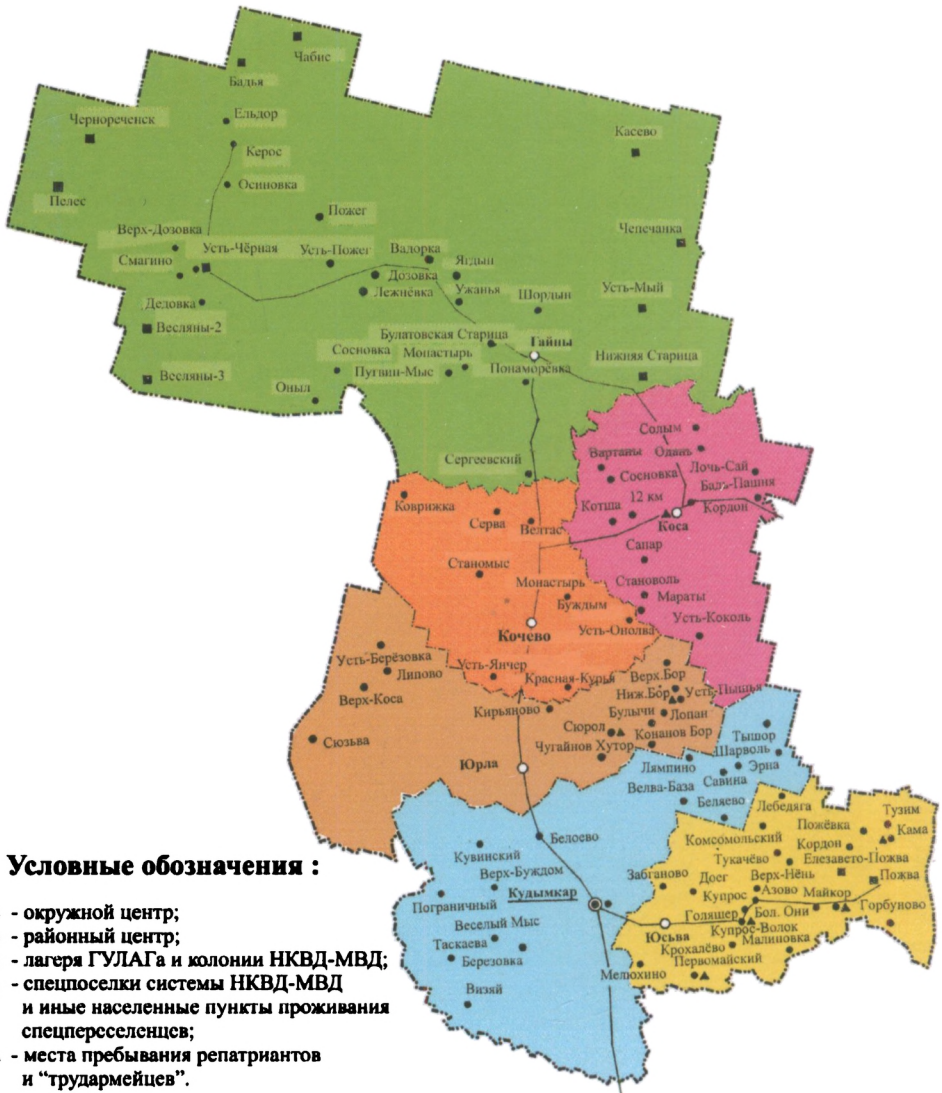 Чабис
Бадья
Ельдор
Чернореченск
Касево
Керос
Осиновка
Пелес
Пожег
Верх-Дозовка
Чепечанка
Усть-Чёрная
Усть-Пожег
Валорка
Смагино
Дозовка
Ягдын
Лежнёвка
Ужанья
Шордын
Усть-Мый
Дедовка
Весляны-2
Булатовская Старица
Гайны
Сосновка
Монастырь
Нижняя Старица
Весляны-3
Пугвин-Мыс
Понаморёвка
Оныл
Солым
Вартаны
Одань
Сергеевский
Сосновка
Лочь-Сай
Бадь-Пашня
Коврижка
12 км
Котша
Кордон
Серва
Велтас
Коса
Сапар
Станомыс
Монастырь
Становоль
Буждым
Мараты
Кочево
Усть-Онолва
Усть-Коколь
Усть-Берёзовка
Усть-Янчер
Липово
Красная-Курья
Верх.Бор
Верх-Коса
Ниж.Бор
Усть-Пышья
Кирьяново
Булычи
Лопан
Сюрол
Конанов Бор
Тышор
Сюзьва
Чугайнов Хутор
Шарволь
Юрла
Лямпино
Эрна
Савина
Велва-База
Беляево
Лебедяга
Тузим
Пожёвка
Кама
Белоево
Комсомольский
Кордон
Кувинский
Тукачёво
Елезавето-Пожва
Верх-Буждом
Забганово
Доег
Верх-Нёнь
Пожва
Кудымкар
Купрос
Азово
Майкор
Пограничный
Голяшер
Бол. Они
Горбуново
Веселый Мыс
Юсьва
Купрос-Волок
Таскаева
Крохалёво
Малиновка
Березовка
Мелюхино
Первомайский
Визяй
Условные обозначения :
- окружной центр;
- районный центр;
- лагеря ГУЛАГа и колонии НКВД-МВД;
- спецпоселки системы НКВД-МВД
и иные населенные пункты проживания
спецперселенцев;
- места пребывания репатриантов
и “трудармейцев”.